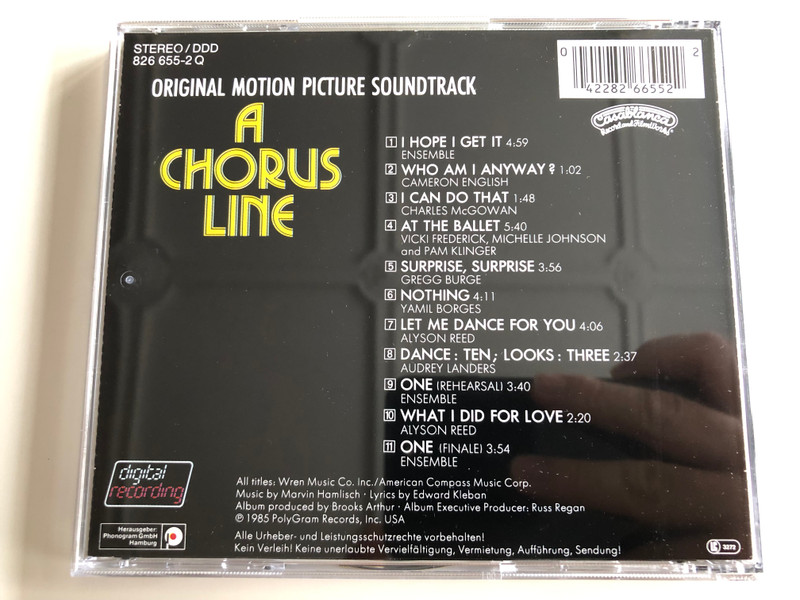 STEREO/DDD
826 655-2 Q
ORIGINAL MOTION PICTURE SOUNDTRACK
A
CHORUS
LINE
0 42282 66552 2
Casablanca
Record and FilmWorks
1 I HOPE I GET IT 4:59
ENSEMBLE
2 WHO AM I ANYWAY? 1:02
CAMERON ENGLISH
3 I CAN DO THAT 1:48
CHARLES McGOWAN
4 AT THE BALLET 5:40
VICKI FREDERICK, MICHELLE JOHNSON
and PAM KLINGER
5 SURPRISE, SURPRISE 3:56
GREGG BURGE
6 NOTHING 4:11
YAMIL BORGES
7 LET ME DANCE FOR YOU 4:06
ALYSON REED
8 DANCE: TEN; LOOKS: THREE 2:37
AUDREY LANDERS
9 ONE (REHEARSAL) 3:40
ENSEMBLE
10 WHAT I DID FOR LOVE 2:20
ALYSON REED
11 ONE (FINALE) 3:54
ENSEMBLE
digital
recording
All titles: Wren Music Co. Inc./American Compass Music Corp.
Music by Marvin Hamlisch · Lyrics by Edward Kleban
Album produced by Brooks Arthur · Album Executive Producer: Russ Regan
℗ 1985 PolyGram Records, Inc. USA
Herausgeber:
Phonogram GmbH
Hamburg
Alle Urheber- und Leistungsschutzrechte vorbehalten!
Kein Verleih! Keine unerlaubte Vervielfältigung, Vermietung, Aufführung, Sendung!
3272